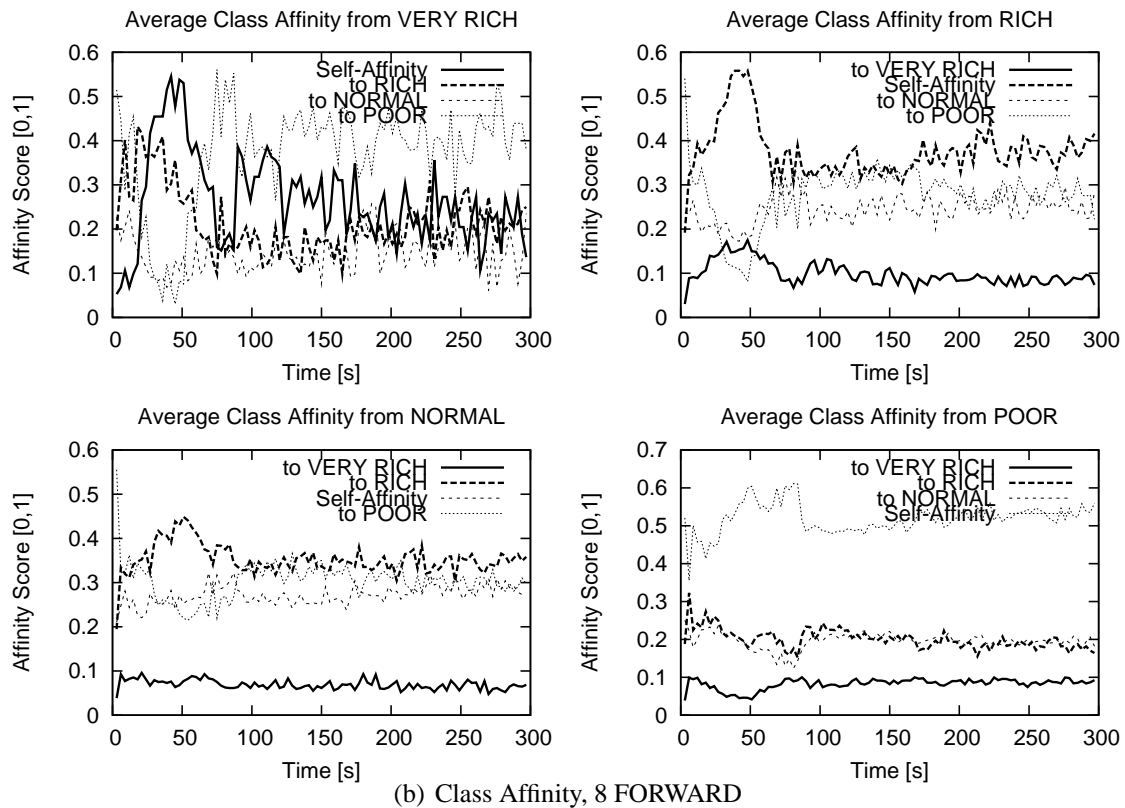 Average Class Affinity from VERY RICH
Affinity Score [0,1]
0.6
0.5
0.4
0.3
0.2
0.1
0
Self-Affinity
to RICH
to NORMAL
to POOR
0 50 100 150 200 250 300
Time [s]
Average Class Affinity from RICH
Affinity Score [0,1]
0.6
0.5
0.4
0.3
0.2
0.1
0
to VERY RICH
Self-Affinity
to NORMAL
to POOR
0 50 100 150 200 250 300
Time [s]
Average Class Affinity from NORMAL
Affinity Score [0,1]
0.6
0.5
0.4
0.3
0.2
0.1
0
to VERY RICH
to RICH
Self-Affinity
to POOR
0 50 100 150 200 250 300
Time [s]
Average Class Affinity from POOR
Affinity Score [0,1]
0.7
0.6
0.5
0.4
0.3
0.2
0.1
0
to VERY RICH
to RICH
to NORMAL
Self-Affinity
0 50 100 150 200 250 300
Time [s]
(b) Class Affinity, 8 FORWARD